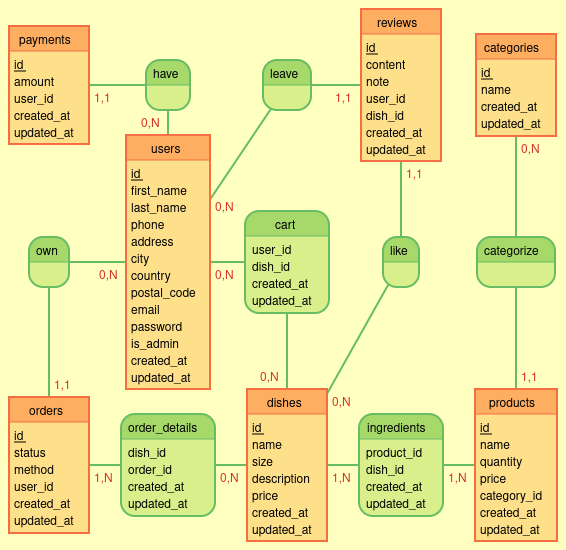 payments
id
amount
user_id
created_at
updated_at
1,1
have
0,N
leave
1,1
reviews
id
content
note
user_id
dish_id
created_at
updated_at
1,1
categories
id
name
created_at
updated_at
0,N
users
id
first_name
last_name
phone
address
city
country
postal_code
email
password
is_admin
created_at
updated_at
0,N
0,N
0,N
own
1,1
cart
user_id
dish_id
created_at
updated_at
0,N
like
0,N
categorize
1,1
orders
id
status
method
user_id
created_at
updated_at
1,N
order_details
dish_id
order_id
created_at
updated_at
0,N
dishes
id
name
size
description
price
created_at
updated_at
1,N
ingredients
product_id
dish_id
created_at
updated_at
1,N
products
id
name
quantity
price
category_id
created_at
updated_at